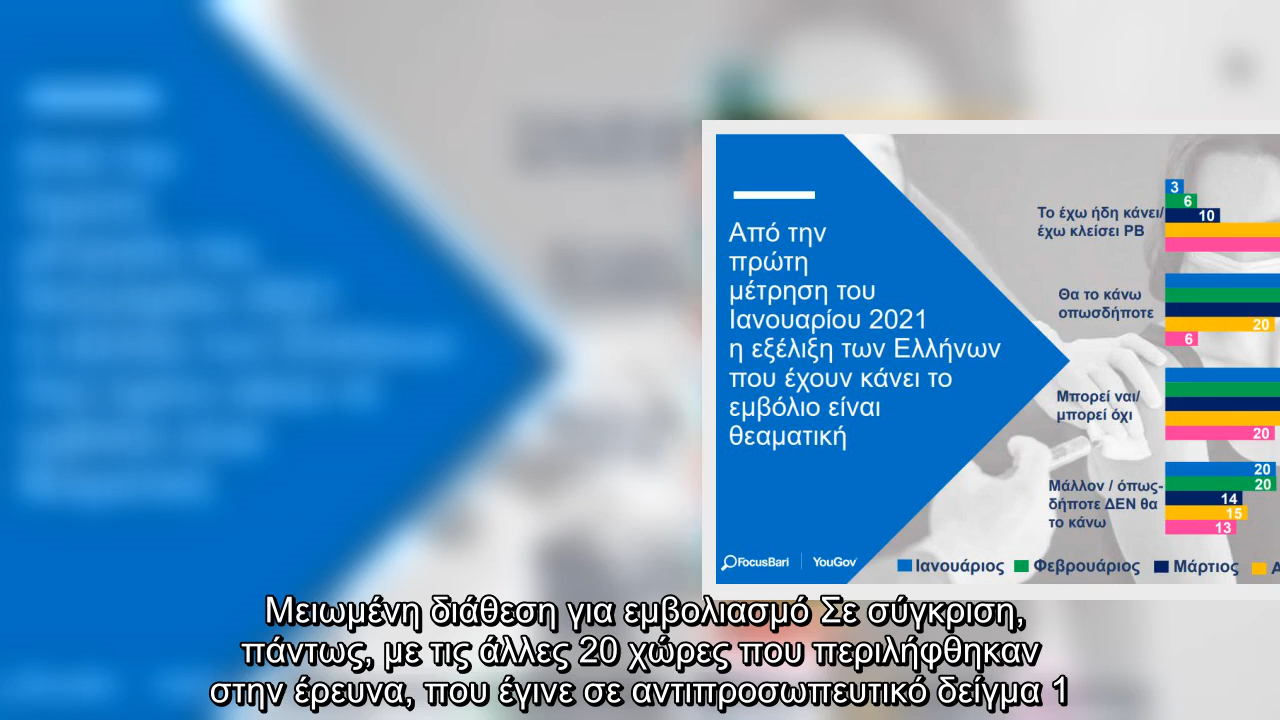 Από την
πρώτη
μέτρηση του
Ιανουαρίου 2021
η εξέλιξη των Ελλήνων
που έχουν κάνει το
εμβόλιο είναι
θεαματική
FocusBari YouGov
Το έχω ήδη κάνει/
έχω κλείσει ΡΒ
3
6
10
Θα το κάνω
οπωσδήποτε
20
6
Μπορεί ναι/
μπορεί όχι
20
Μάλλον / όπως-
δήποτε ΔΕΝ θα
το κάνω
20
20
14
15
13
Ιανουάριος Φεβρουάριος Μάρτιος
Μειωμένη διάθεση για εμβολιασμό Σε σύγκριση,
πάντως, με τις άλλες 20 χώρες που περιλήφθηκαν
στην έρευνα, που έγινε σε αντιπροσωπευτικό δείγμα 1